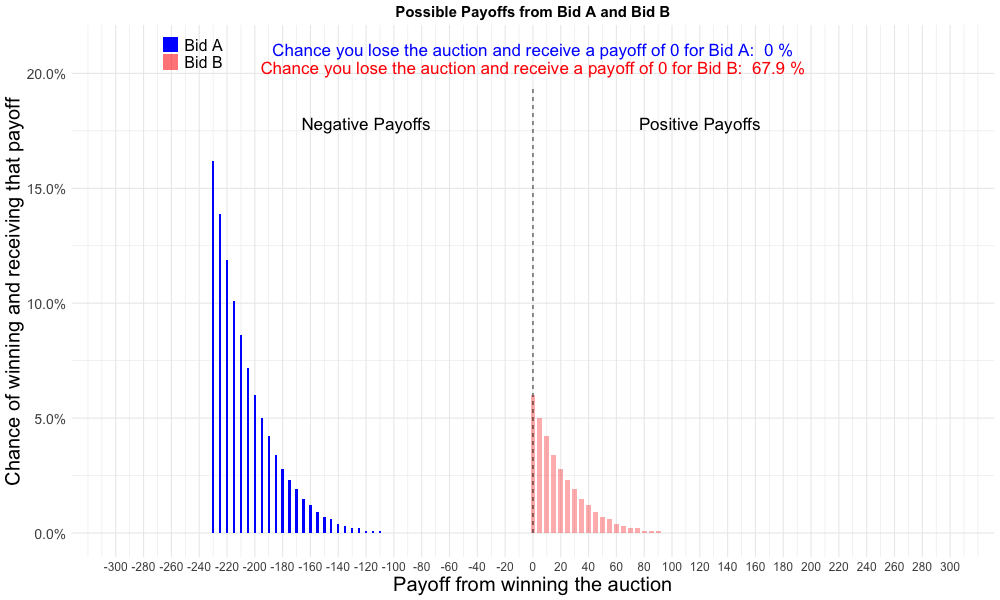 Possible Payoffs from Bid A and Bid B
Bid A
Bid B
Chance you lose the auction and receive a payoff of 0 for Bid A:  0 %
Chance you lose the auction and receive a payoff of 0 for Bid B:  67.9 %
Negative Payoffs
Positive Payoffs
Chance of winning and receiving that payoff
20.0%
15.0%
10.0%
5.0%
0.0%
-300 -280 -260 -240 -220 -200 -180 -160 -140 -120 -100 -80 -60 -40 -20 0 20 40 60 80 100 120 140 160 180 200 220 240 260 280 300
Payoff from winning the auction